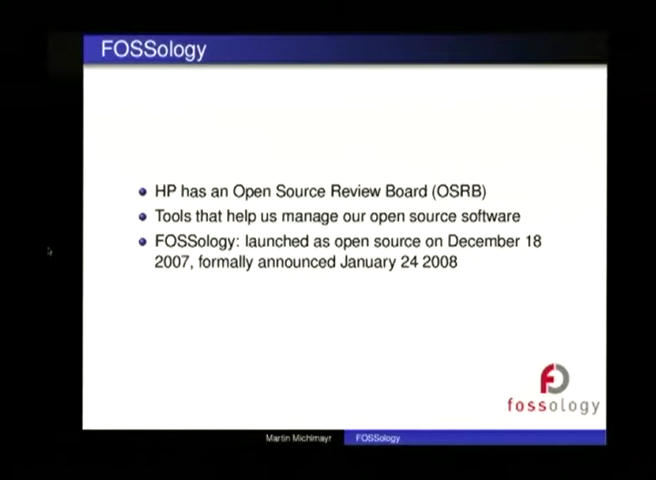 FOSSology
HP has an Open Source Review Board (OSRB)
Tools that help us manage our open source software
FOSSology: launched as open source on December 18
2007, formally announced January 24 2008
fossology
Martin Michlmayr FOSSology